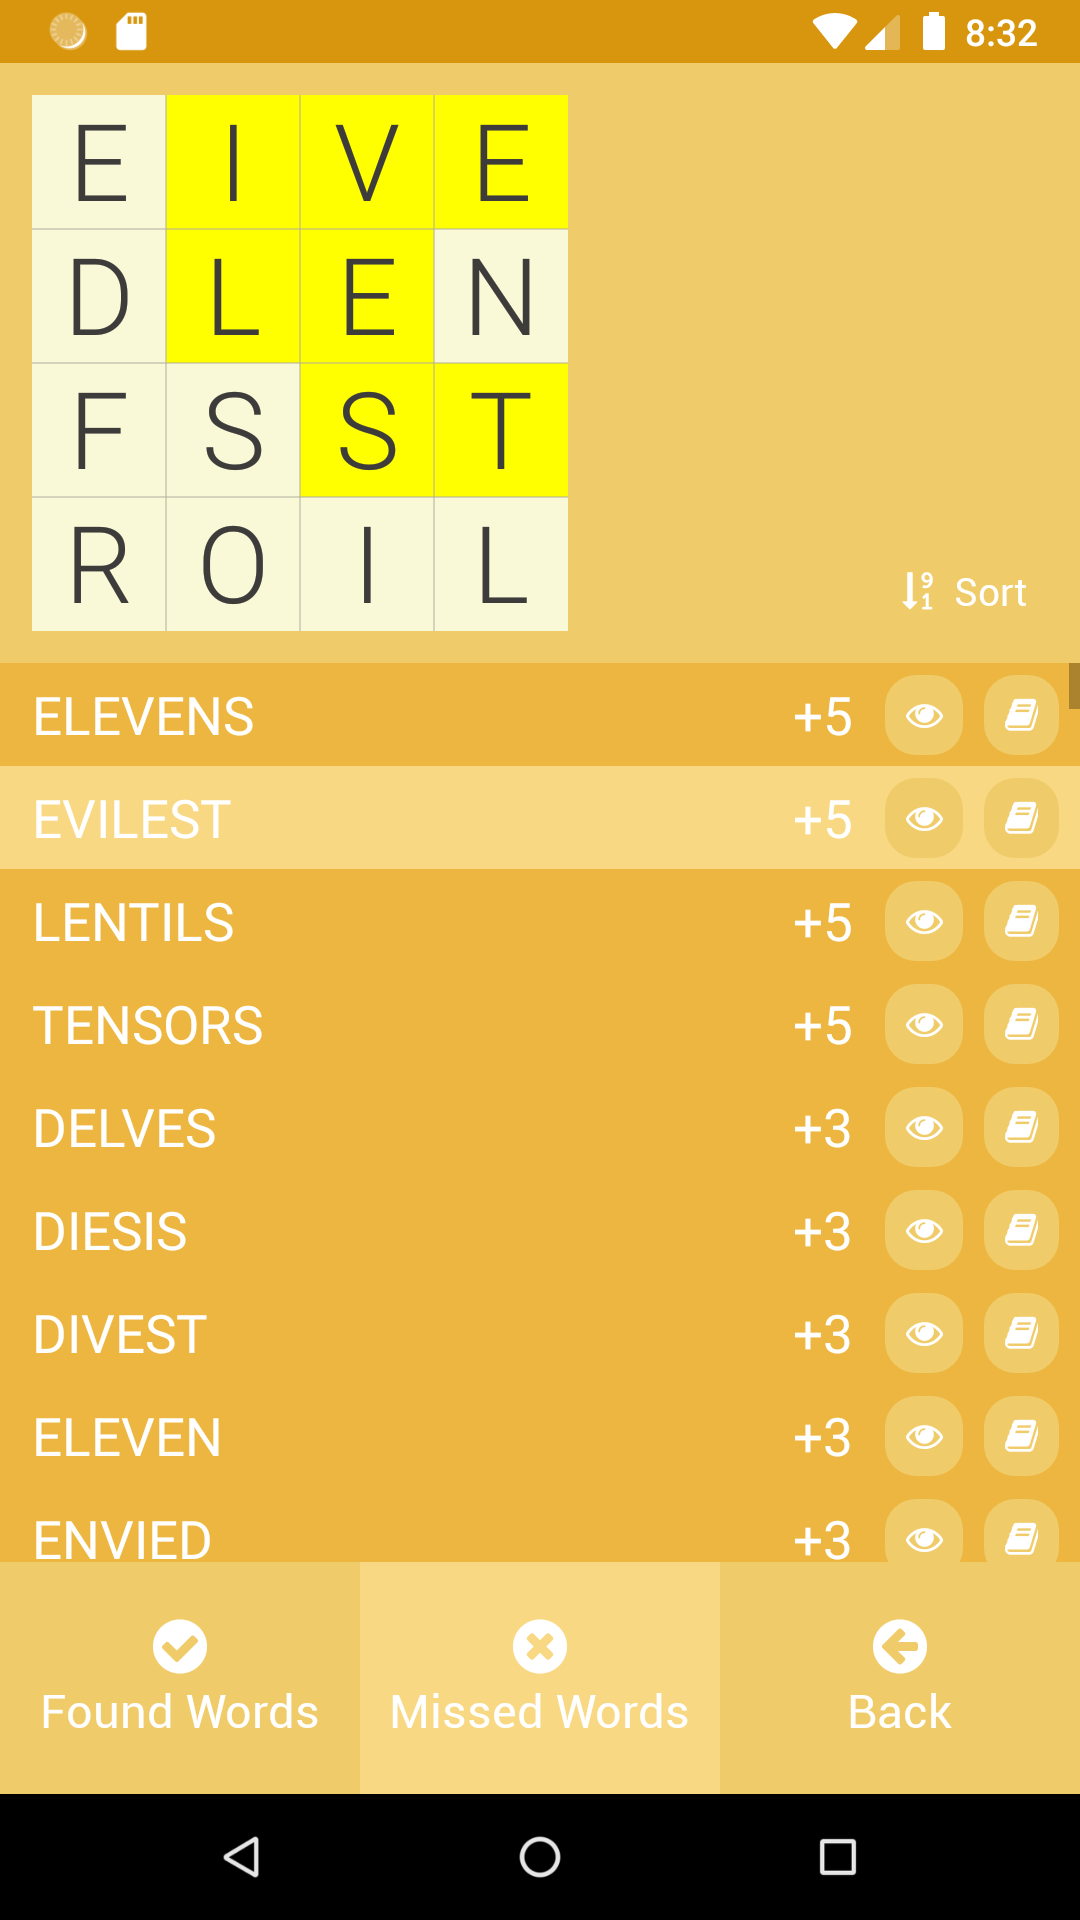 8:32
E I V E
D L E N
F S S T
R O I L
91 Sort
ELEVENS +5
EVILEST +5
LENTILS +5
TENSORS +5
DELVES +3
DIESIS +3
DIVEST +3
ELEVEN +3
ENVIED +3
Found Words Missed Words Back